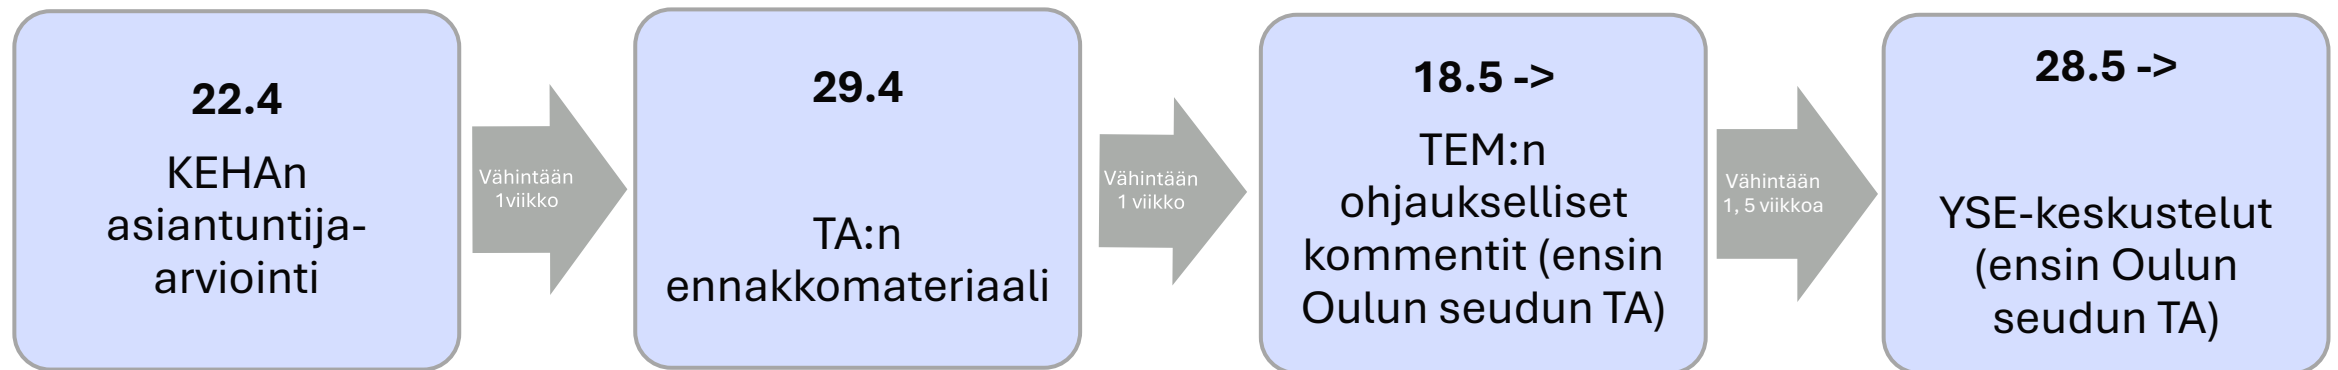 22.4
KEHAn
asiantuntija-
arviointi
Vähintään
1viikko
29.4
TA:n
ennakkomateriaali
Vähintään
1 viikko
18.5 ->
TEM:n
ohjaukselliset
kommentit (ensin
Oulun seudun TA)
Vähintään
1, 5 viikkoa
28.5 ->
YSE-keskustelut
(ensin Oulun
seudun TA)